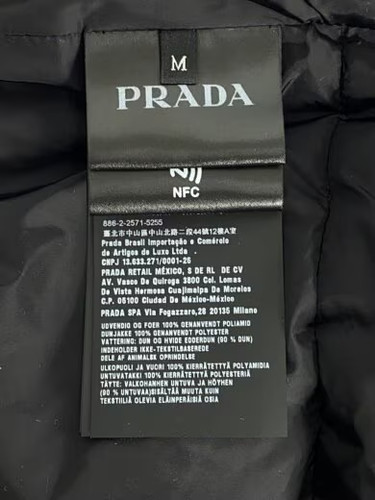 M
PRADA
NFC
886-2-2571-5255
臺北市中山區中山北路二段44號12樓A室
Prada Brasil Importação e Comércio
de Artigos de Luxo Ltda .
CNPJ 13.633.271/0001-26
PRADA RETAIL MÉXICO, S DE RL DE CV
AV. Vasco De Quiroga 3800 Col. Lomas
De Vista Hermosa Cuajimalpa De Morelos
C.P. 06100 Ciudad De México-México
PRADA SPA Via Fogazzaro,28 20135 Milano
UDVENDIG OG FOER 100% GENANVENDT POLIAMID
DUNJAKKE 100% GENANVENDT POLYESTER
VATTERING: DUN OG HVIDE EDDERDUN (90 % DUN)
INDEHOLDER IKKE-TEKSTILBASEREDE
DELE AF ANIMALSK OPRINDELSE
ULKOPUOLI JA VUORI 100% KIERRÄTETTYÄ POLYAMIDIA
UNTUVATAKKI 100% KIERRÄTETTYÄ POLYESTERIÄ
TÄYTE: VALKOHANHEN UNTUVA JA HÖYHEN
(90 % UNTUVAA)SISÄLTÄÄ MUUTA KUIN
TEKSTIILIÄ OLEVIA ELÄINPERÄISIÄ OSIA